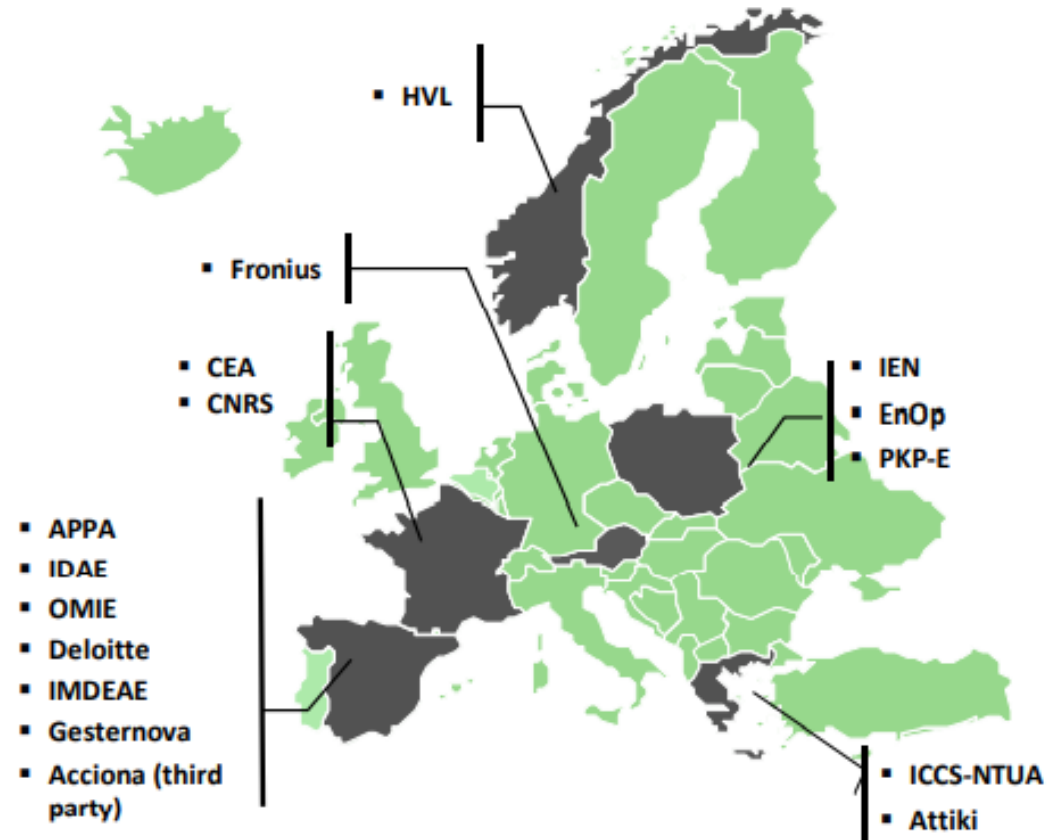 ▪ HVL
▪ Fronius
▪ CEA
▪ CNRS
▪ IEN
▪ EnOp
▪ PKP-E
▪ APPA
▪ IDAE
▪ OMIE
▪ Deloitte
▪ IMDEAE
▪ Gesternova
▪ Acciona (third
party)
▪ ICCS-NTUA
▪ Attiki